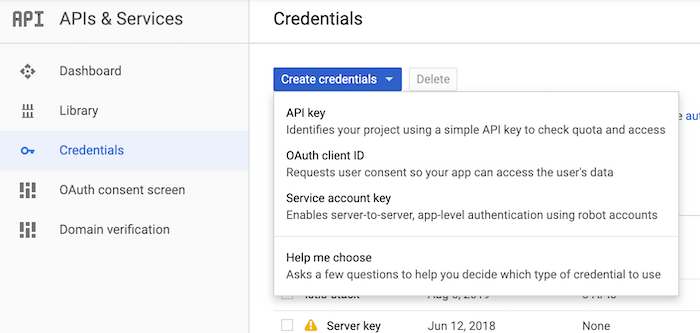 API APIs & Services
Credentials
Dashboard
Library
Credentials
OAuth consent screen
Domain verification
Create credentials
Delete
API key
Identifies your project using a simple API key to check quota and access
OAuth client ID
Requests user consent so your app can access the user's data
Service account key
Enables server-to-server, app-level authentication using robot accounts
Help me choose
Asks a few questions to help you decide which type of credential to use
Server key Jun 12, 2018 None